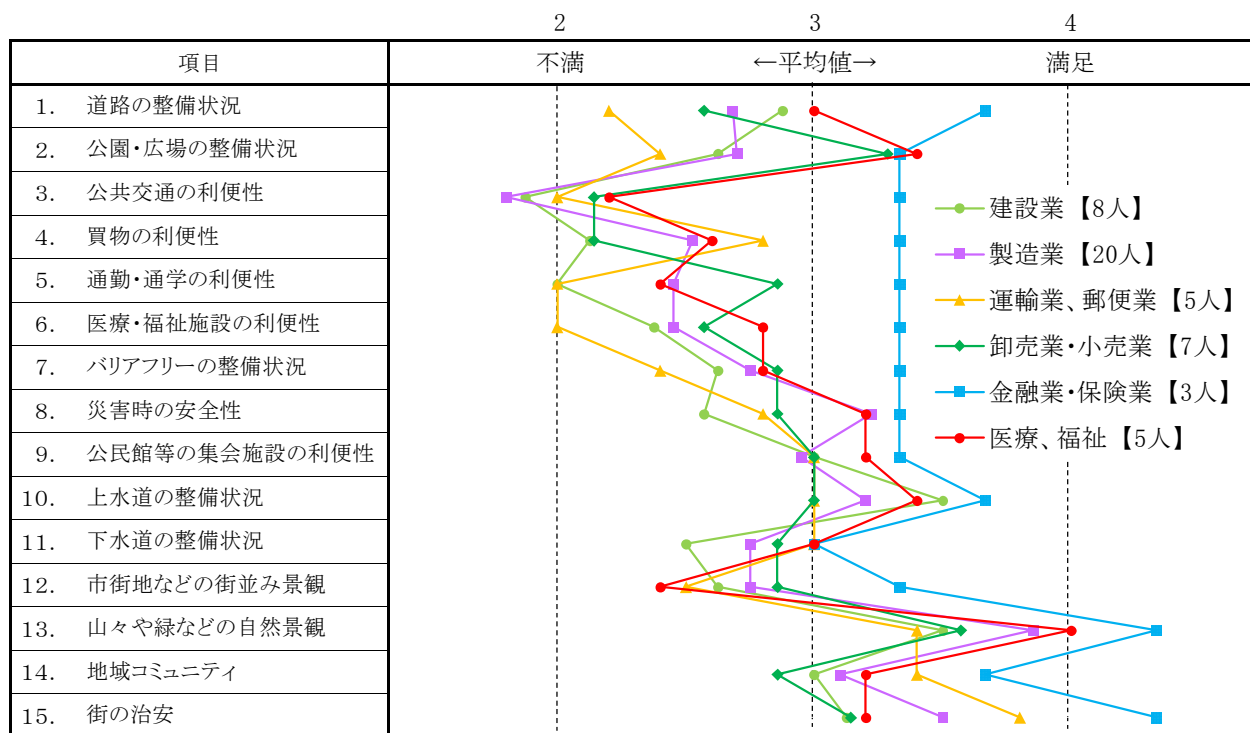 2 3 4
項目 不満 ←平均値→ 満足
1. 道路の整備状況
2. 公園・広場の整備状況
3. 公共交通の利便性
4. 買物の利便性
5. 通勤・通学の利便性
6. 医療・福祉施設の利便性
7. バリアフリーの整備状況
8. 災害時の安全性
9. 公民館等の集会施設の利便性
10. 上水道の整備状況
11. 下水道の整備状況
12. 市街地などの街並み景観
13. 山々や緑などの自然景観
14. 地域コミュニティ
15. 街の治安
建設業【8人】
製造業【20人】
運輸業、郵便業【5人】
卸売業・小売業【7人】
金融業・保険業【3人】
医療、福祉【5人】